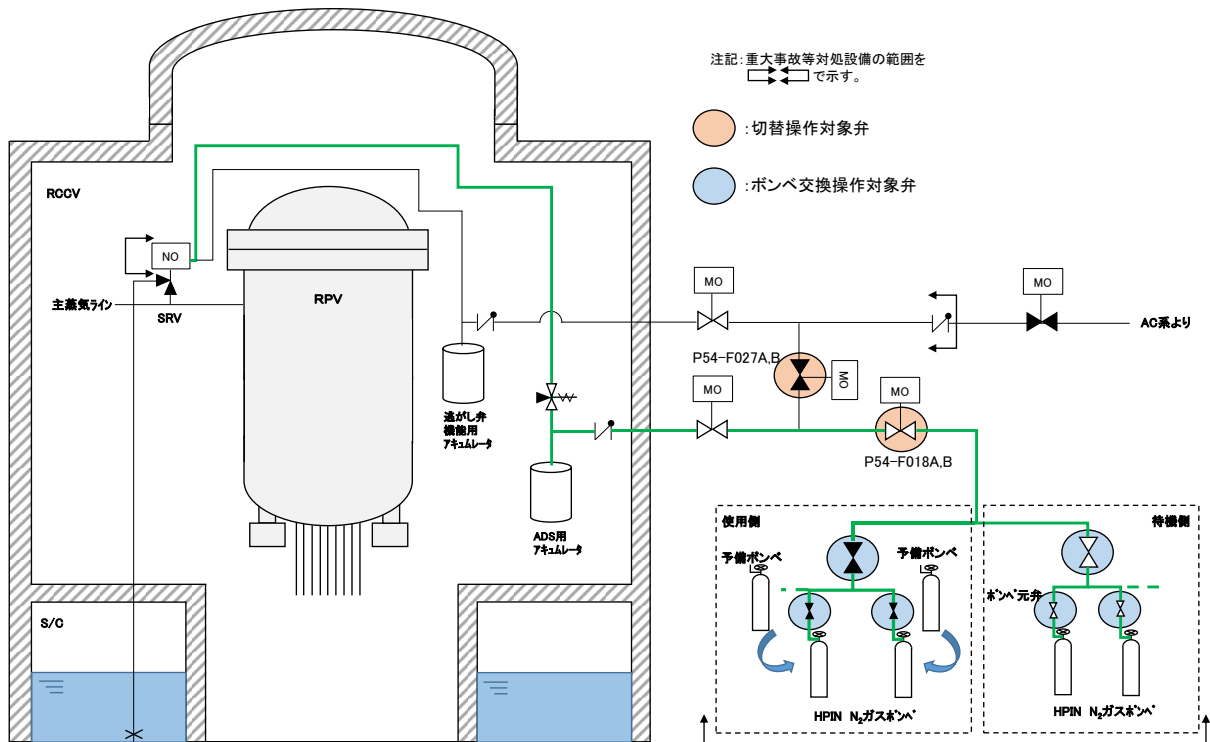 注記:重大事故等対処設備の範囲を
で示す。
:切替操作対象弁
:ボンベ交換操作対象弁
RCCV
NO
主蒸気ライン
SRV
RPV
逃がし弁
機能用
アキュムレータ
ADS用
アキュムレータ
MO
MO
AC系より
P54-F027A,B
MO
MO
MO
P54-F018A,B
使用側
待機側
予備ボンベ
予備ボンベ
ボンベ元弁
HPIN N₂ガスボンベ
HPIN N₂ガスボンベ
S/C